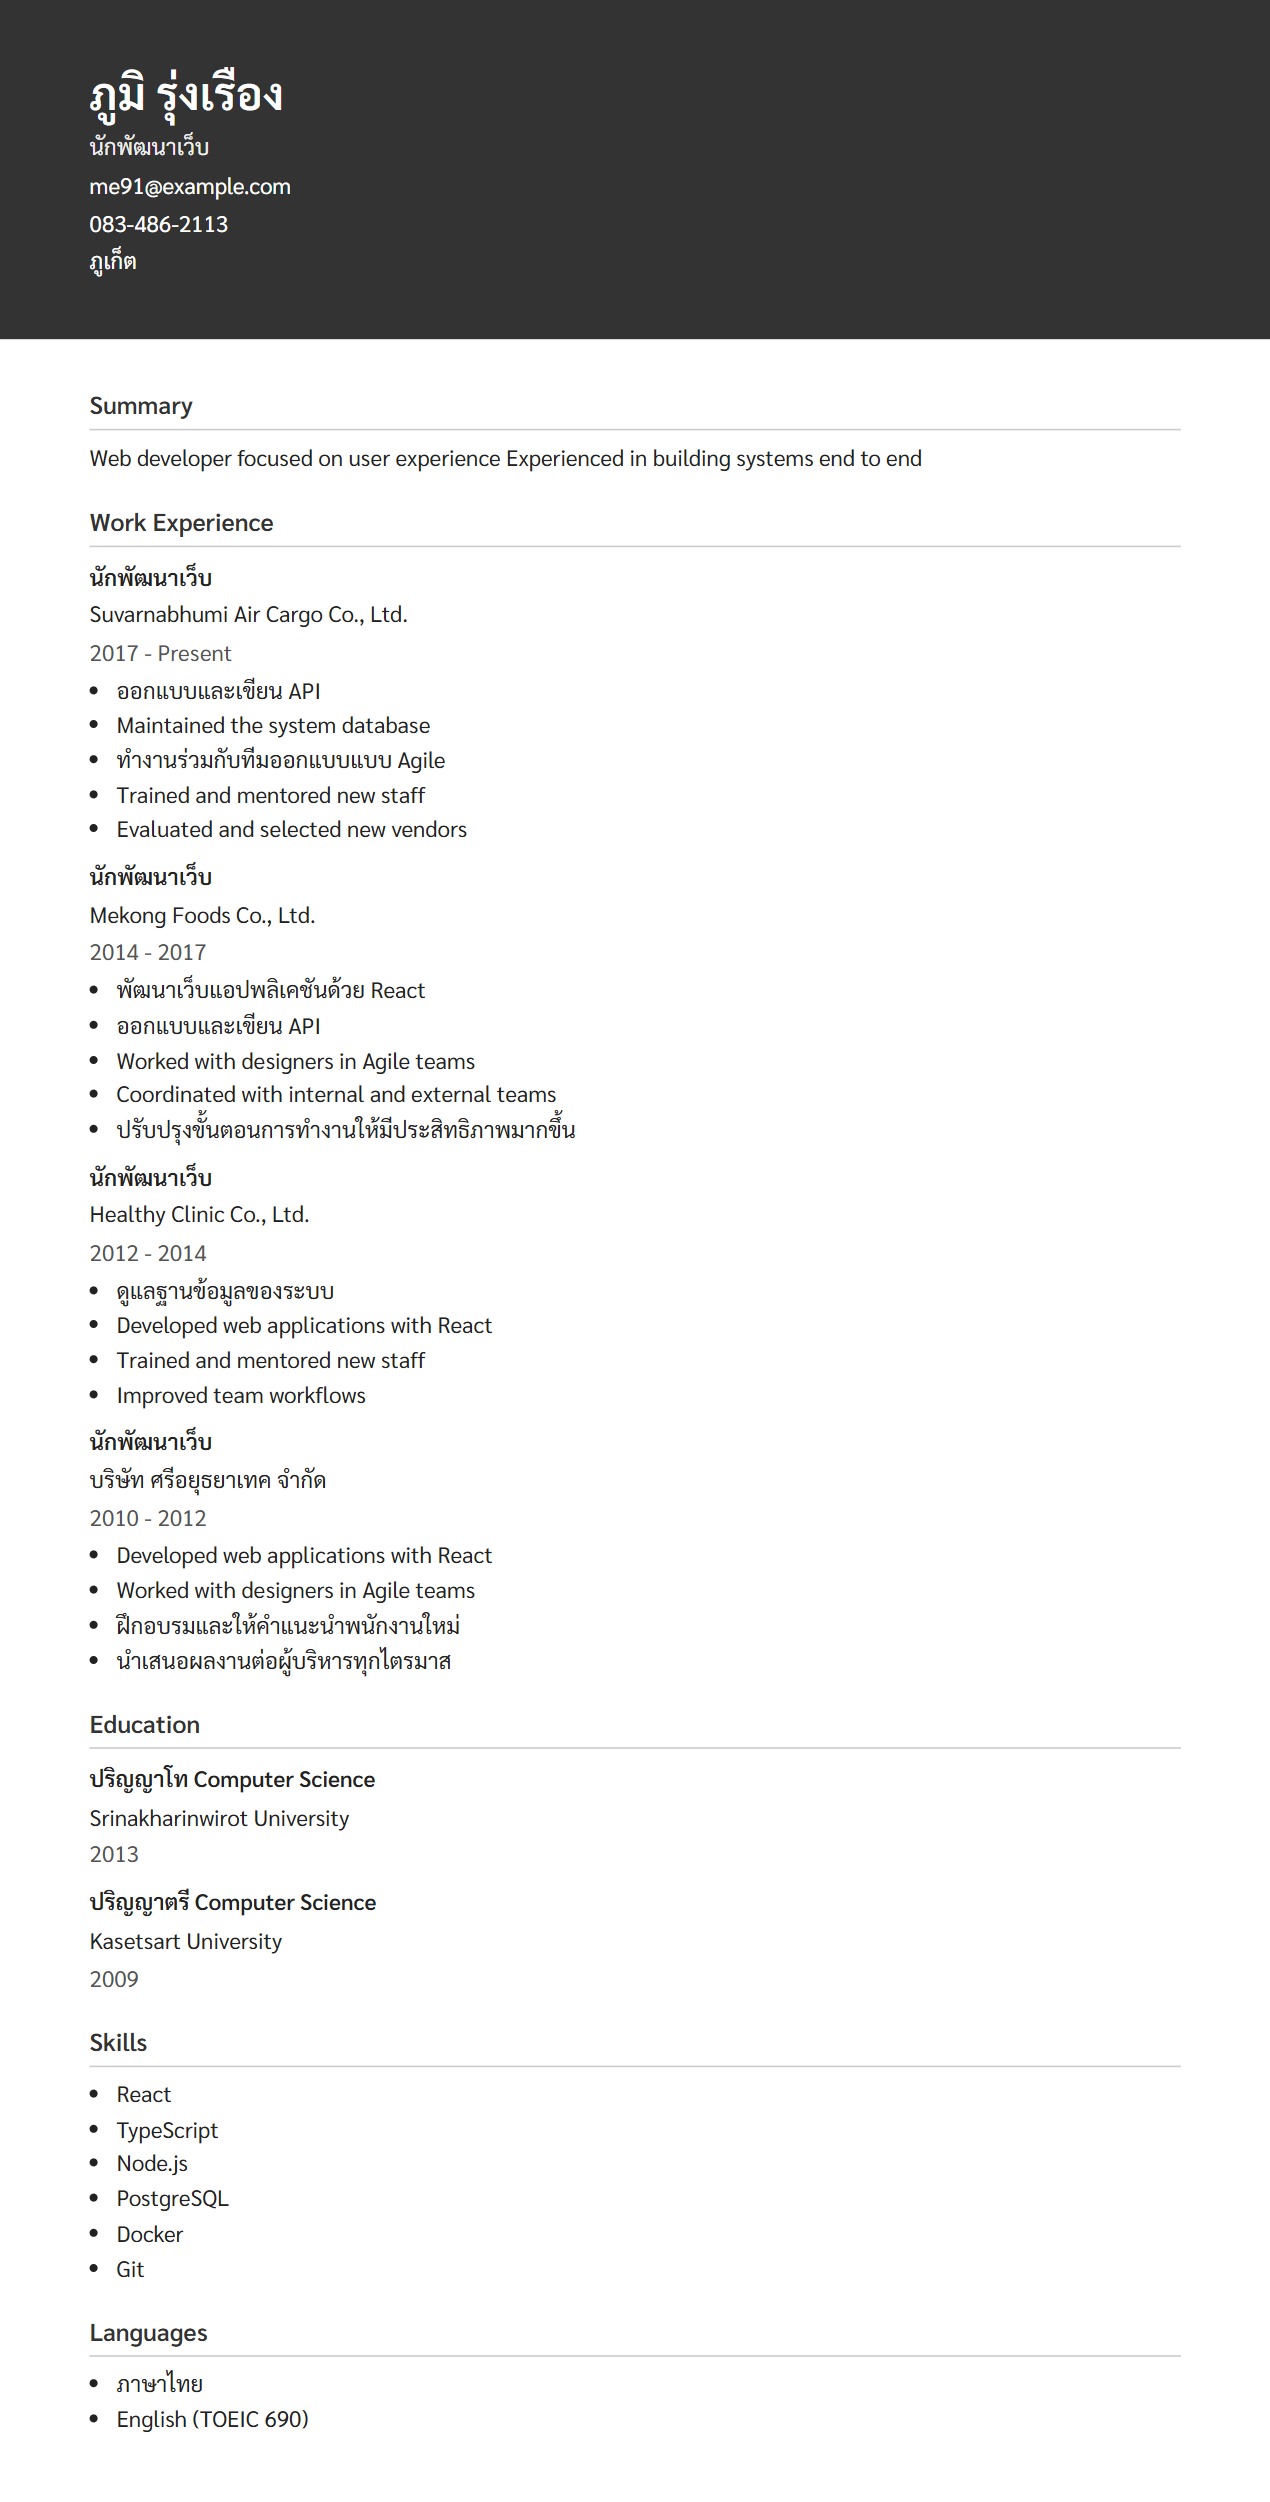 ภูมิ รุ่งเรือง
นักพัฒนาเว็บ
me91@example.com
083-486-2113
ภูเก็ต
Summary
Web developer focused on user experience Experienced in building systems end to end
Work Experience
นักพัฒนาเว็บ
Suvarnabhumi Air Cargo Co., Ltd.
2017 - Present
• ออกแบบและเขียน API
• Maintained the system database
• ทำงานร่วมกับทีมออกแบบแบบ Agile
• Trained and mentored new staff
• Evaluated and selected new vendors
นักพัฒนาเว็บ
Mekong Foods Co., Ltd.
2014 - 2017
• พัฒนาเว็บแอปพลิเคชันด้วย React
• ออกแบบและเขียน API
• Worked with designers in Agile teams
• Coordinated with internal and external teams
• ปรับปรุงขั้นตอนการทำงานให้มีประสิทธิภาพมากขึ้น
นักพัฒนาเว็บ
Healthy Clinic Co., Ltd.
2012 - 2014
• ดูแลฐานข้อมูลของระบบ
• Developed web applications with React
• Trained and mentored new staff
• Improved team workflows
นักพัฒนาเว็บ
บริษัท ศรีอยุธยาเทค จำกัด
2010 - 2012
• Developed web applications with React
• Worked with designers in Agile teams
• ฝึกอบรมและให้คำแนะนำพนักงานใหม่
• นำเสนอผลงานต่อผู้บริหารทุกไตรมาส
Education
ปริญญาโท Computer Science
Srinakharinwirot University
2013
ปริญญาตรี Computer Science
Kasetsart University
2009
Skills
• React
• TypeScript
• Node.js
• PostgreSQL
• Docker
• Git
Languages
• ภาษาไทย
• English (TOEIC 690)